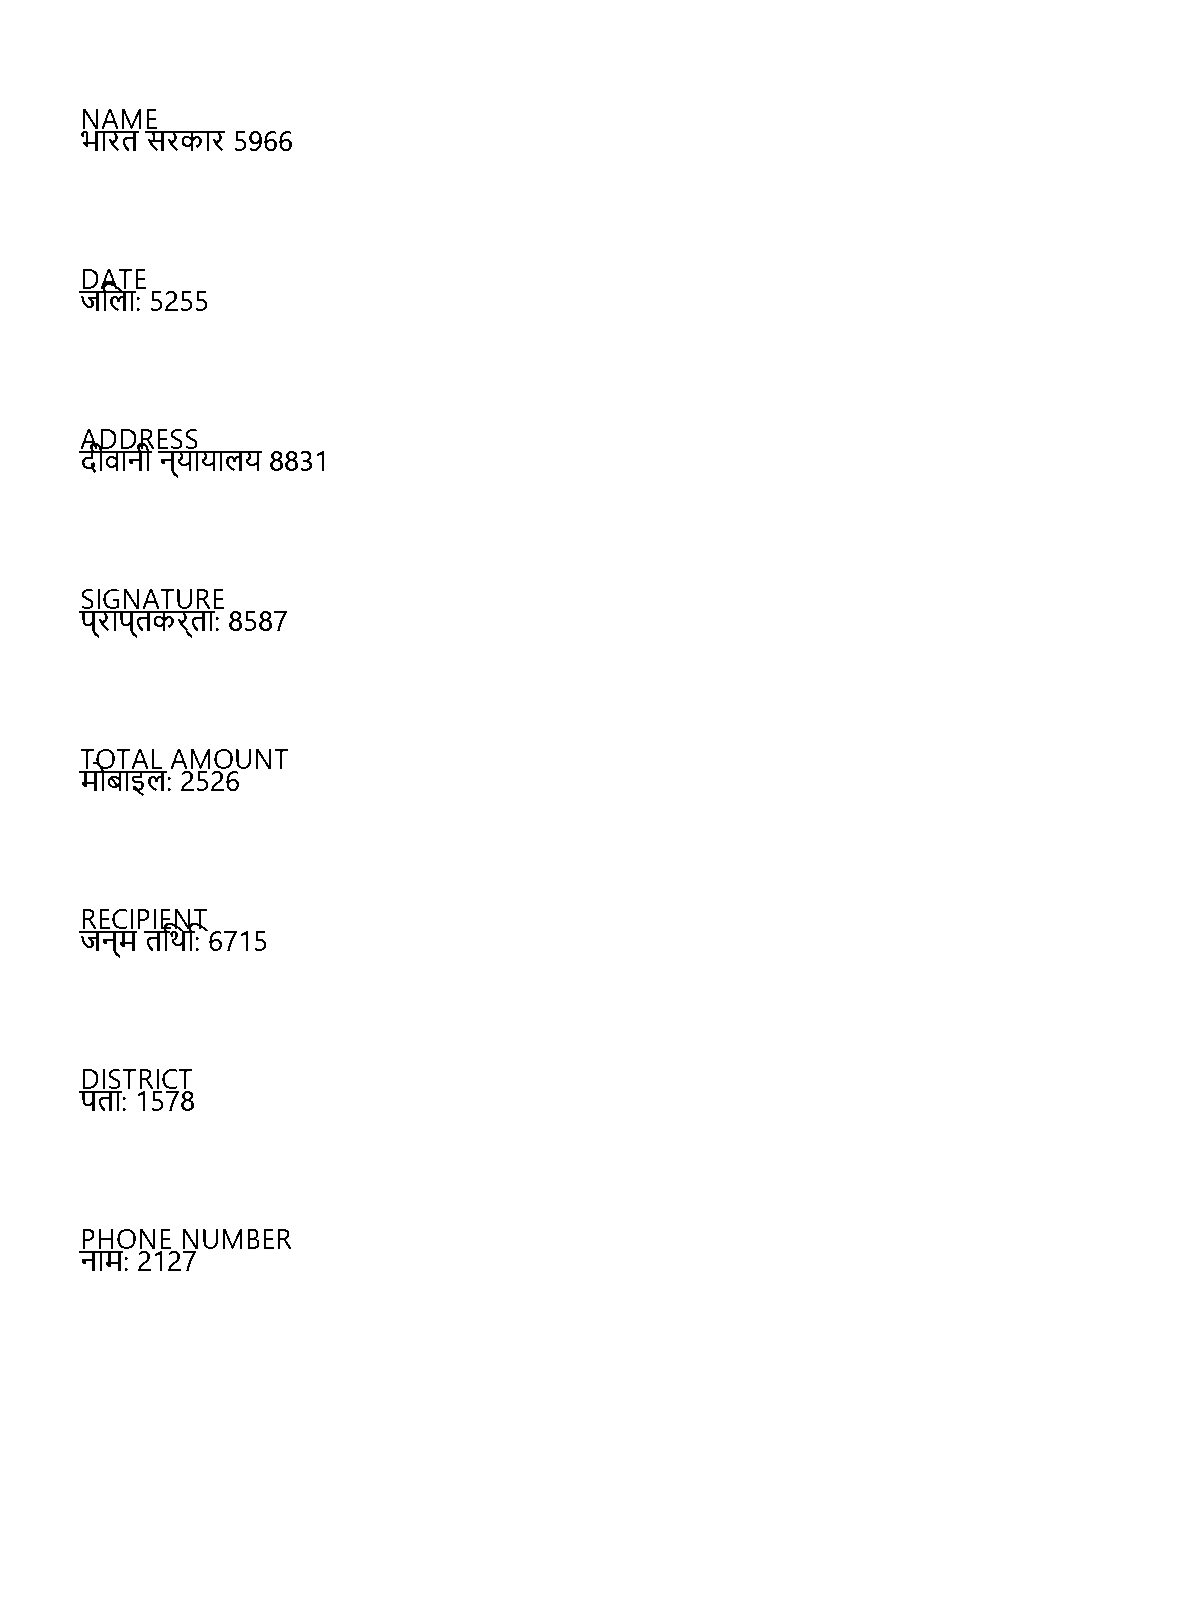 NAME
भारत सरकार 5966
DATE
जिला: 5255
ADDRESS
दीवानी न्यायालय 8831
SIGNATURE
प्राप्तकर्ता: 8587
TOTAL AMOUNT
मोबाइल: 2526
RECIPIENT
जन्म तिथि: 6715
DISTRICT
पता: 1578
PHONE NUMBER
नाम: 2127